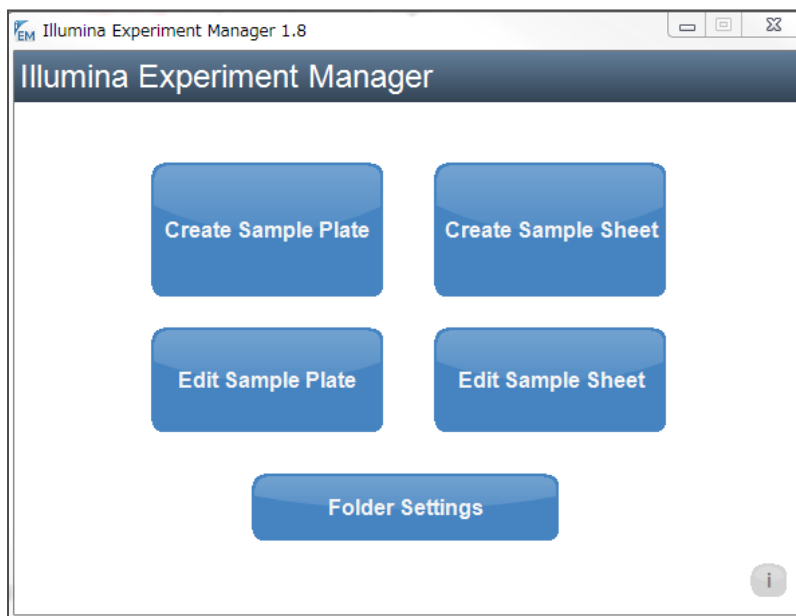 EM Illumina Experiment Manager 1.8
Illumina Experiment Manager
Create Sample Plate Create Sample Sheet
Edit Sample Plate Edit Sample Sheet
Folder Settings
i